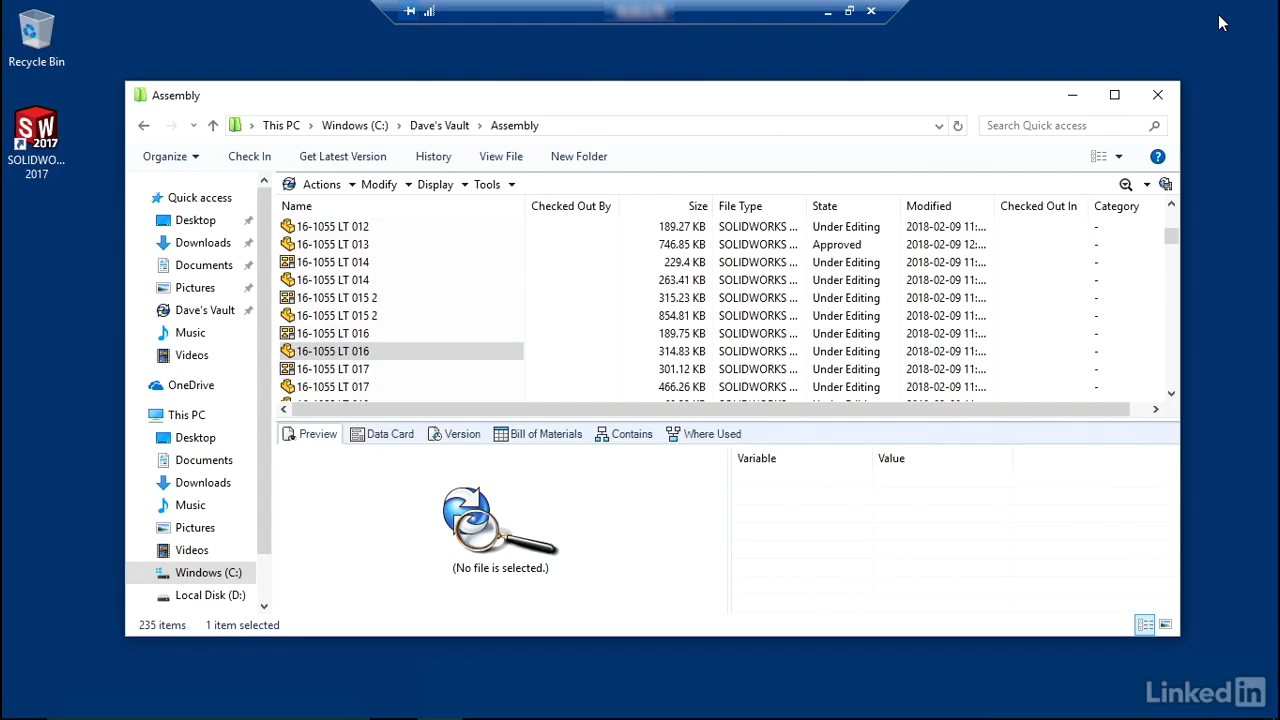 Recycle Bin
SW
2017
SOLIDWO...
2017
Assembly
This PC > Windows (C:) > Dave's Vault > Assembly
Search Quick access
Organize Check In Get Latest Version History View File New Folder
Actions Modify Display Tools
Quick access
Desktop
Downloads
Documents
Pictures
Dave's Vault
Music
Videos
OneDrive
This PC
Desktop
Documents
Downloads
Music
Pictures
Videos
Windows (C:)
Local Disk (D:)
Name Checked Out By Size File Type State Modified Checked Out In Category
16-1055 LT 012 189.27 KB SOLIDWORKS ... Under Editing 2018-02-09 11:... -
16-1055 LT 013 746.85 KB SOLIDWORKS ... Approved 2018-02-09 12:... -
16-1055 LT 014 229.4 KB SOLIDWORKS ... Under Editing 2018-02-09 11:... -
16-1055 LT 014 263.41 KB SOLIDWORKS ... Under Editing 2018-02-09 11:... -
16-1055 LT 015 2 315.23 KB SOLIDWORKS ... Under Editing 2018-02-09 11:... -
16-1055 LT 015 2 854.81 KB SOLIDWORKS ... Under Editing 2018-02-09 11:... -
16-1055 LT 016 189.75 KB SOLIDWORKS ... Under Editing 2018-02-09 11:... -
16-1055 LT 016 314.83 KB SOLIDWORKS ... Under Editing 2018-02-09 11:... -
16-1055 LT 017 301.12 KB SOLIDWORKS ... Under Editing 2018-02-09 11:... -
16-1055 LT 017 466.26 KB SOLIDWORKS ... Under Editing 2018-02-09 11:... -
Preview Data Card Version Bill of Materials Contains Where Used
Variable Value
(No file is selected.)
235 items 1 item selected
Linked in